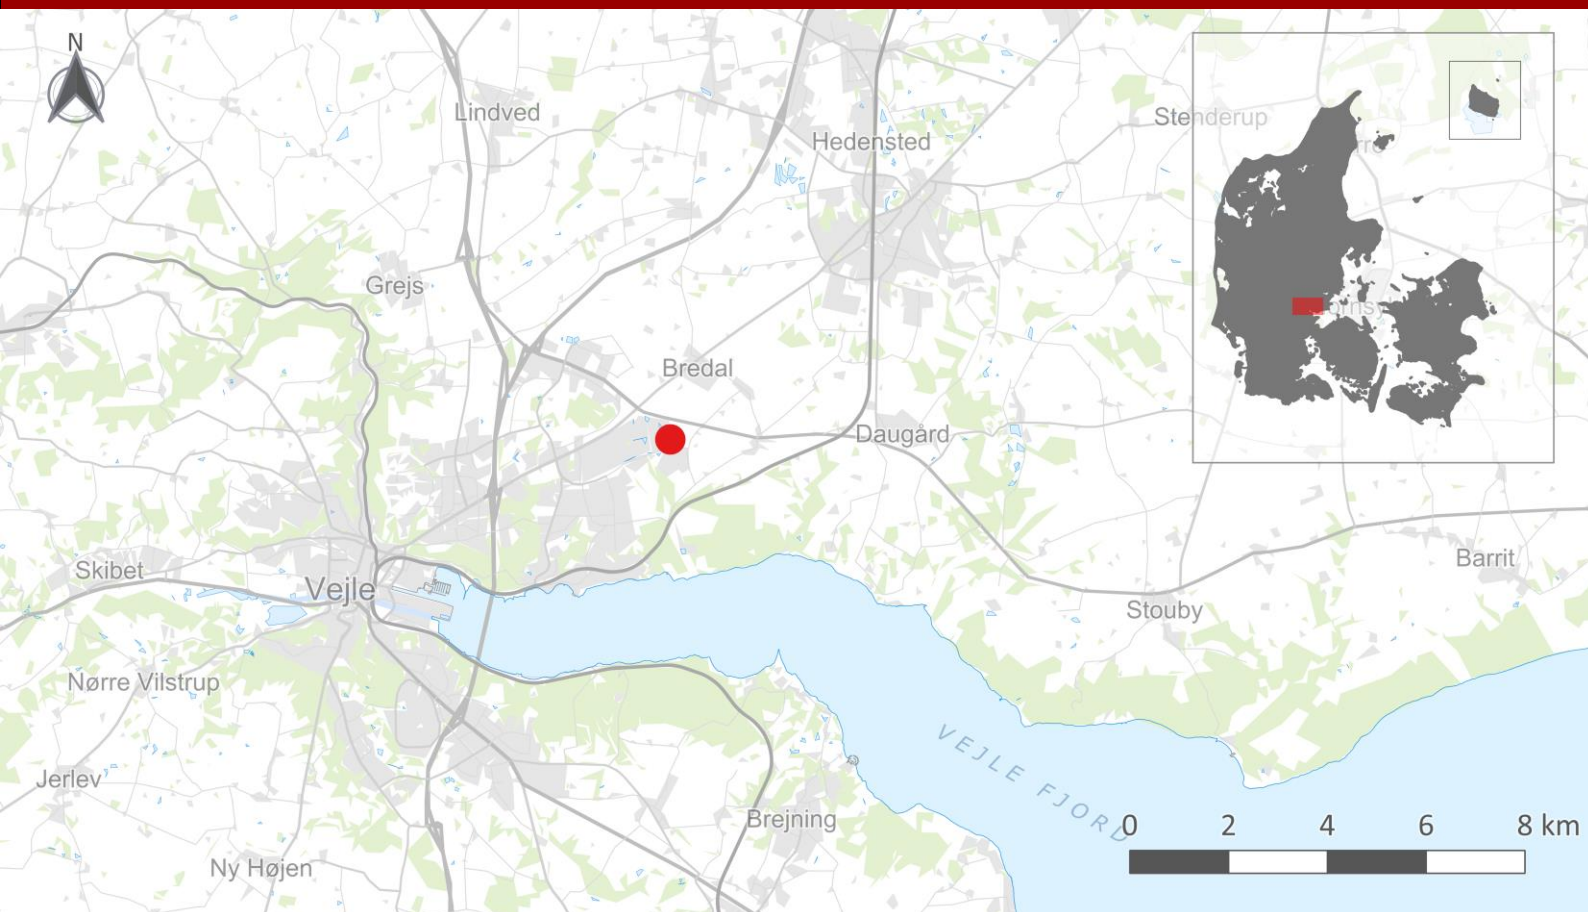 N
Lindved
Stenderup
Hedensted
Grejs
Bredal
Daugård
Skibet
Vejle
Barrit
Stouby
Nørre Vilstrup
VEJLE FJORD
Jerlev
Brejning
0 2 4 6 8 km
Ny Højen